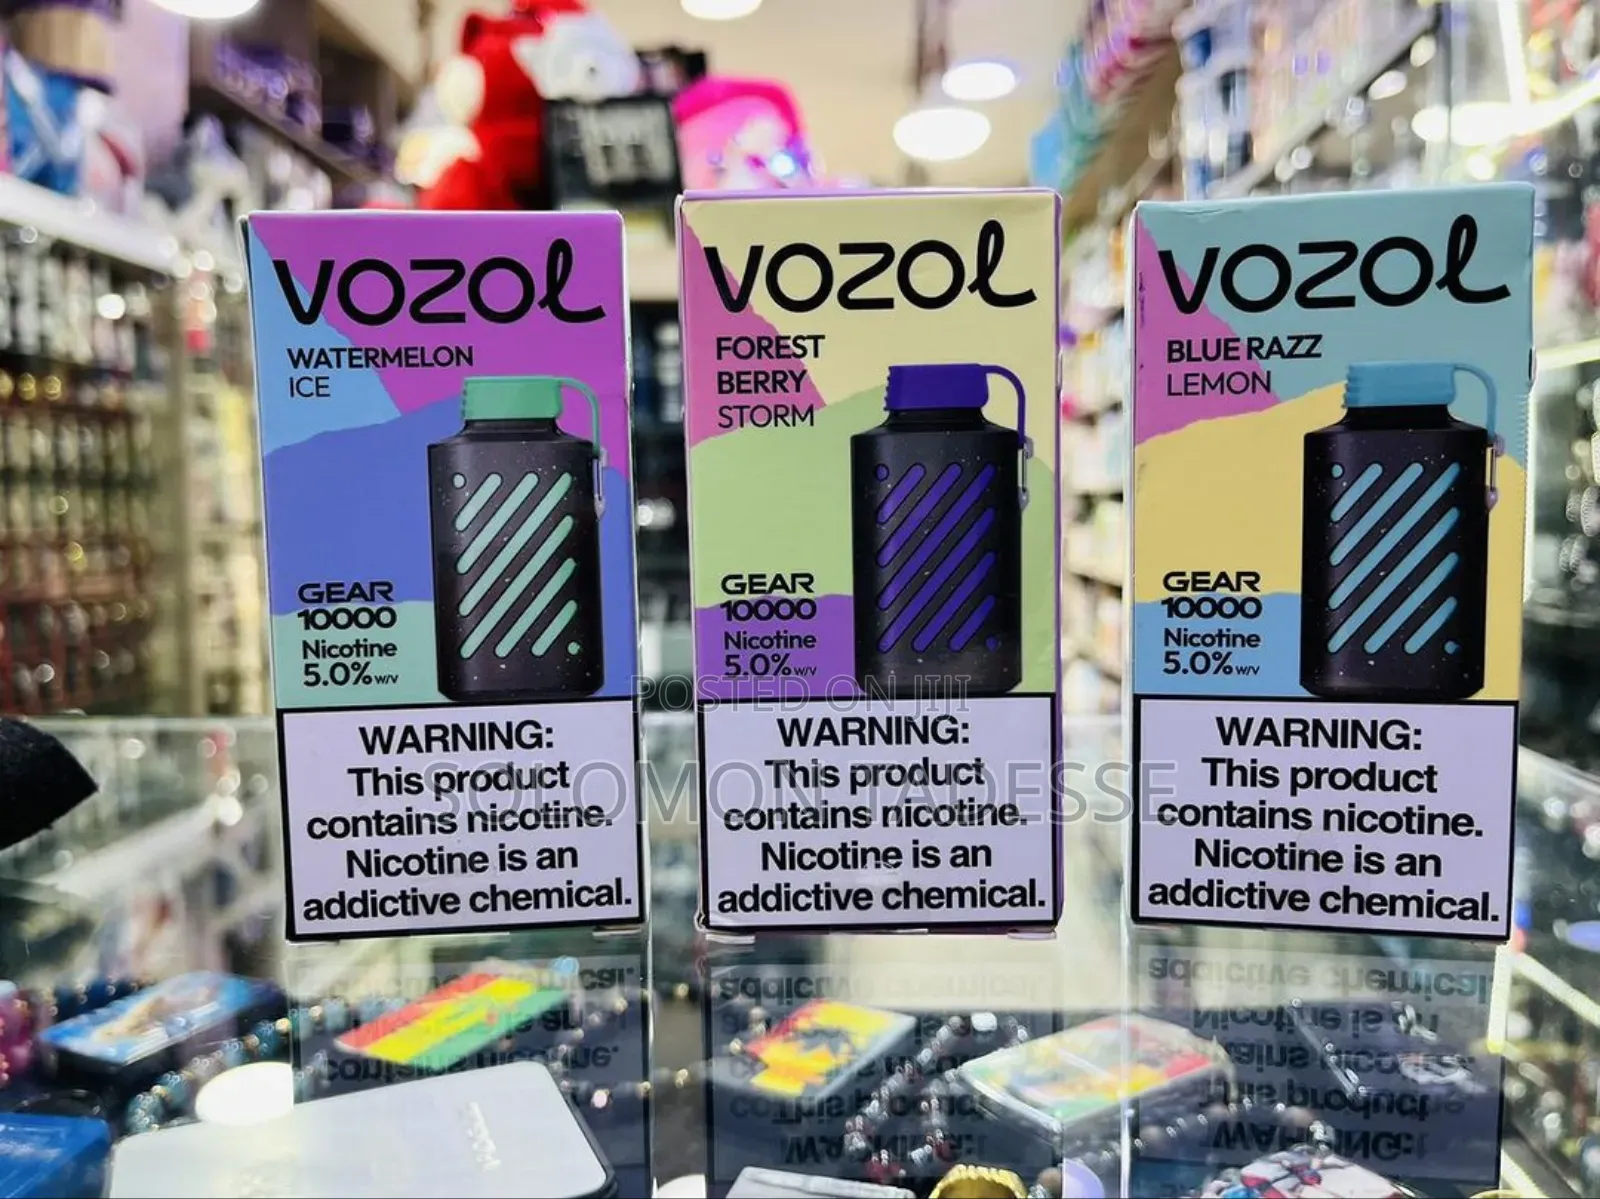 VOZOL
WATERMELON
ICE
GEAR
10000
Nicotine
5.0% w/v
WARNING:
This product
contains nicotine.
Nicotine is an
addictive chemical.
VOZOL
FOREST
BERRY
STORM
GEAR
10000
Nicotine
5.0% w/v
WARNING:
This product
contains nicotine.
Nicotine is an
addictive chemical.
VOZOL
BLUE RAZZ
LEMON
GEAR
10000
Nicotine
5.0% w/v
WARNING:
This product
contains nicotine.
Nicotine is an
addictive chemical.
POSTED ON JIJI
SOLOMON TADESSE